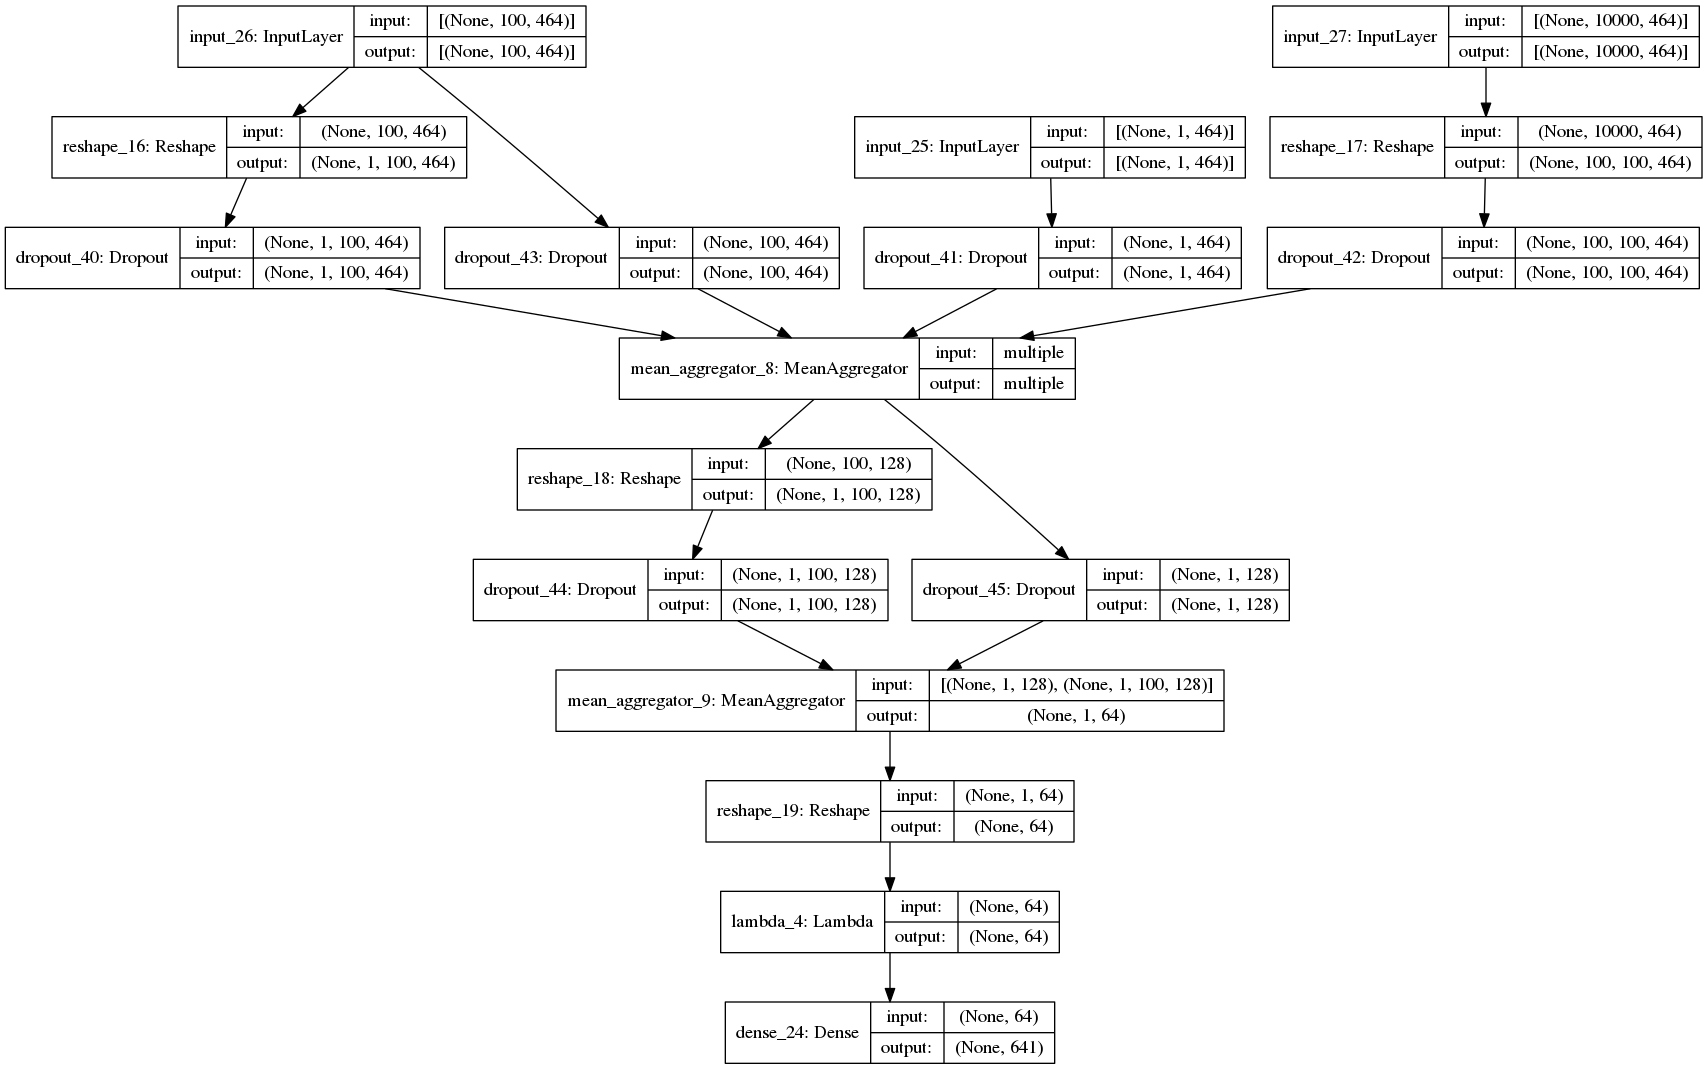 input_26: InputLayer
input: [(None, 100, 464)]
output: [(None, 100, 464)]
input_27: InputLayer
input: [(None, 10000, 464)]
output: [(None, 10000, 464)]
reshape_16: Reshape
input: (None, 100, 464)
output: (None, 1, 100, 464)
input_25: InputLayer
input: [(None, 1, 464)]
output: [(None, 1, 464)]
reshape_17: Reshape
input: (None, 10000, 464)
output: (None, 100, 100, 464)
dropout_40: Dropout
input: (None, 1, 100, 464)
output: (None, 1, 100, 464)
dropout_43: Dropout
input: (None, 100, 464)
output: (None, 100, 464)
dropout_41: Dropout
input: (None, 1, 464)
output: (None, 1, 464)
dropout_42: Dropout
input: (None, 100, 100, 464)
output: (None, 100, 100, 464)
mean_aggregator_8: MeanAggregator
input: multiple
output: multiple
reshape_18: Reshape
input: (None, 100, 128)
output: (None, 1, 100, 128)
dropout_44: Dropout
input: (None, 1, 100, 128)
output: (None, 1, 100, 128)
dropout_45: Dropout
input: (None, 1, 128)
output: (None, 1, 128)
mean_aggregator_9: MeanAggregator
input: [(None, 1, 128), (None, 1, 100, 128)]
output: (None, 1, 64)
reshape_19: Reshape
input: (None, 1, 64)
output: (None, 64)
lambda_4: Lambda
input: (None, 64)
output: (None, 64)
dense_24: Dense
input: (None, 64)
output: (None, 641)